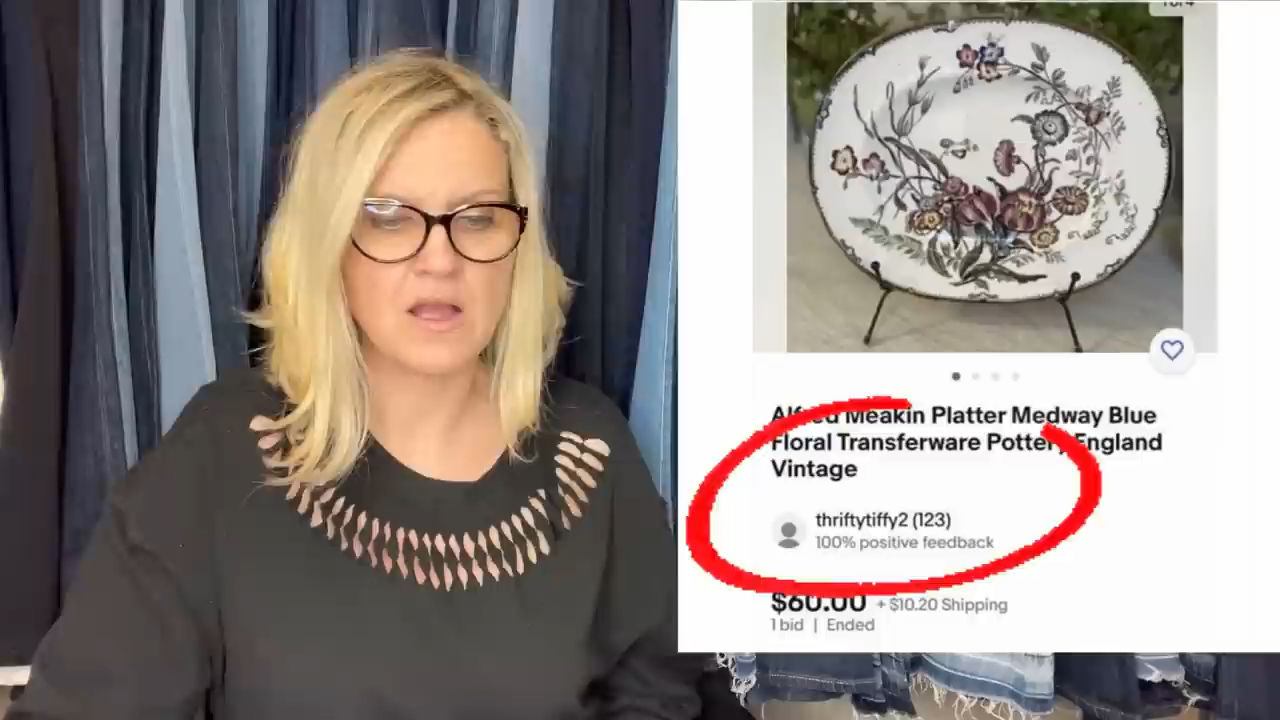 Alfred Meakin Platter Medway Blue
Floral Transferware Pottery England
Vintage
thriftytiffy2 (123)
100% positive feedback
$60.00 + $10.20 Shipping
1 bid | Ended